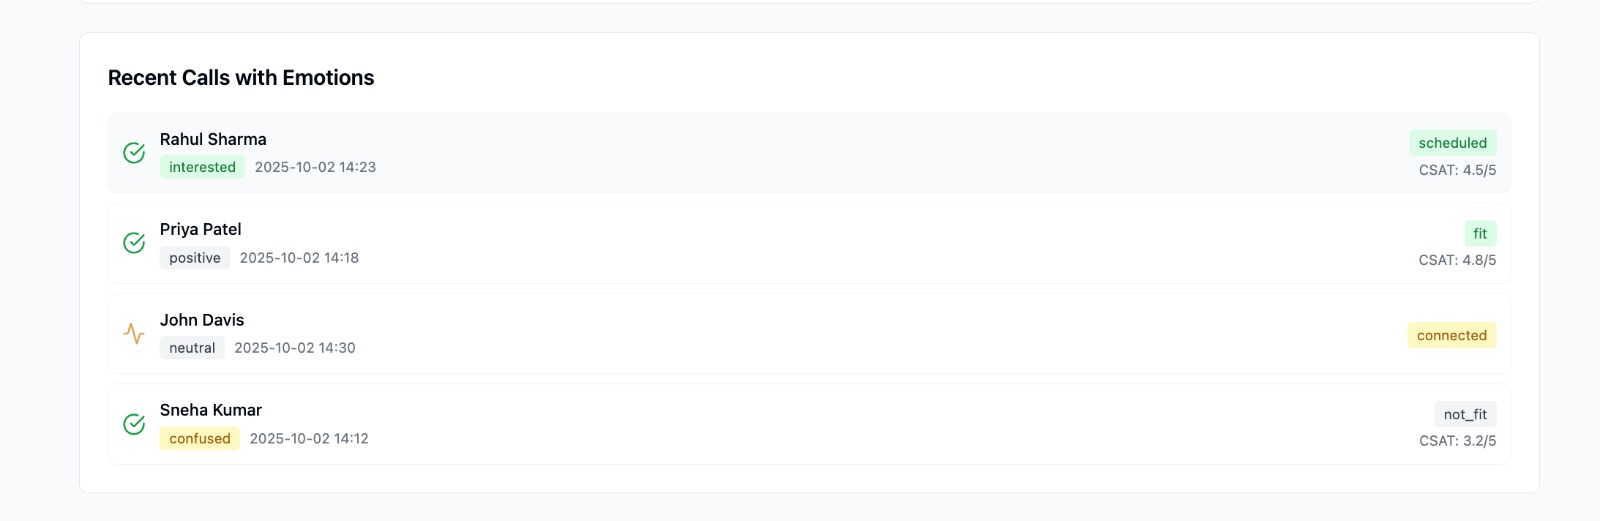 Recent Calls with Emotions
Rahul Sharma
interested 2025-10-02 14:23
scheduled
CSAT: 4.5/5
Priya Patel
positive 2025-10-02 14:18
fit
CSAT: 4.8/5
John Davis
neutral 2025-10-02 14:30
connected
Sneha Kumar
confused 2025-10-02 14:12
not_fit
CSAT: 3.2/5